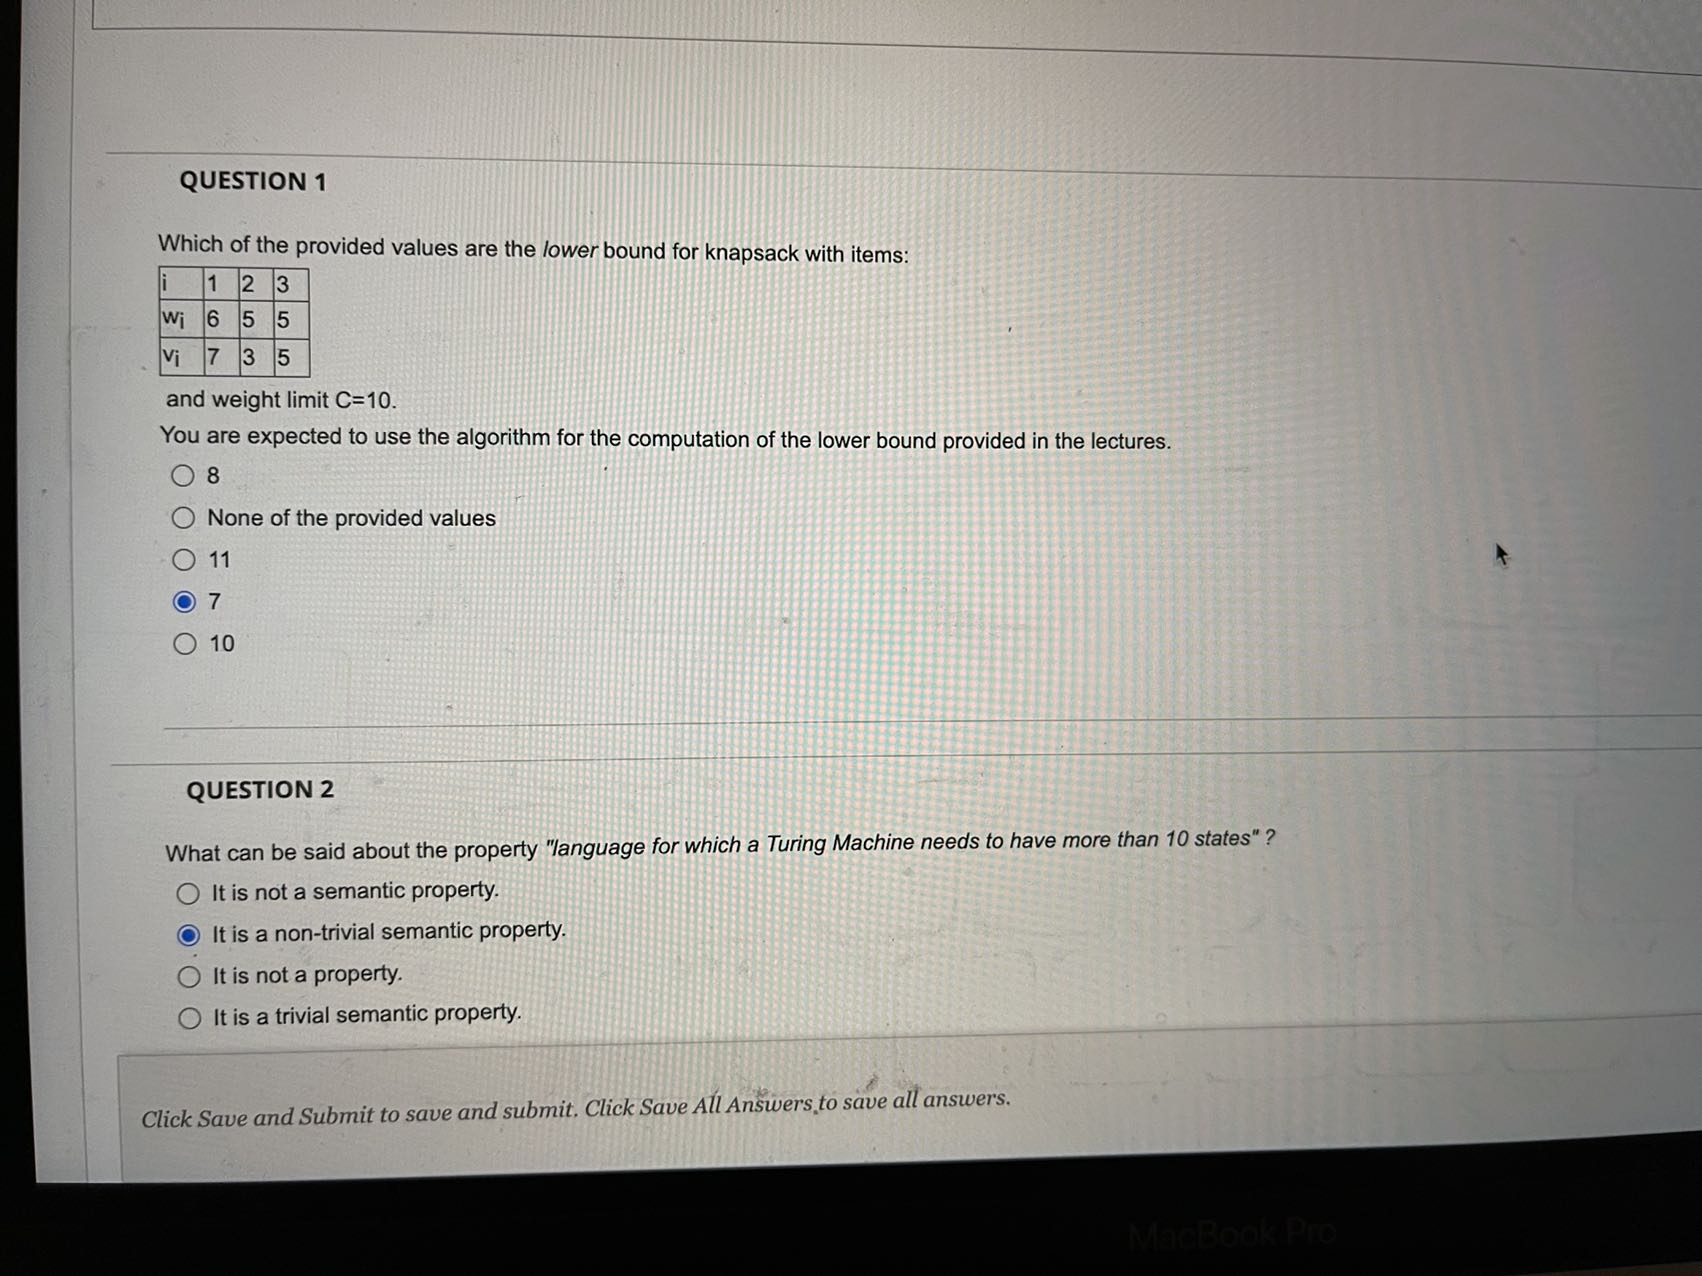 QUESTION 1
Which of the provided values are the lower bound for knapsack with items:
i 1 2 3
wi 6 5 5
vi 7 3 5
and weight limit C=10.
You are expected to use the algorithm for the computation of the lower bound provided in the lectures.
8
None of the provided values
11
7
10
QUESTION 2
What can be said about the property "language for which a Turing Machine needs to have more than 10 states" ?
It is not a semantic property.
It is a non-trivial semantic property.
It is not a property.
It is a trivial semantic property.
Click Save and Submit to save and submit. Click Save All Answers to save all answers.
MacBook Pro